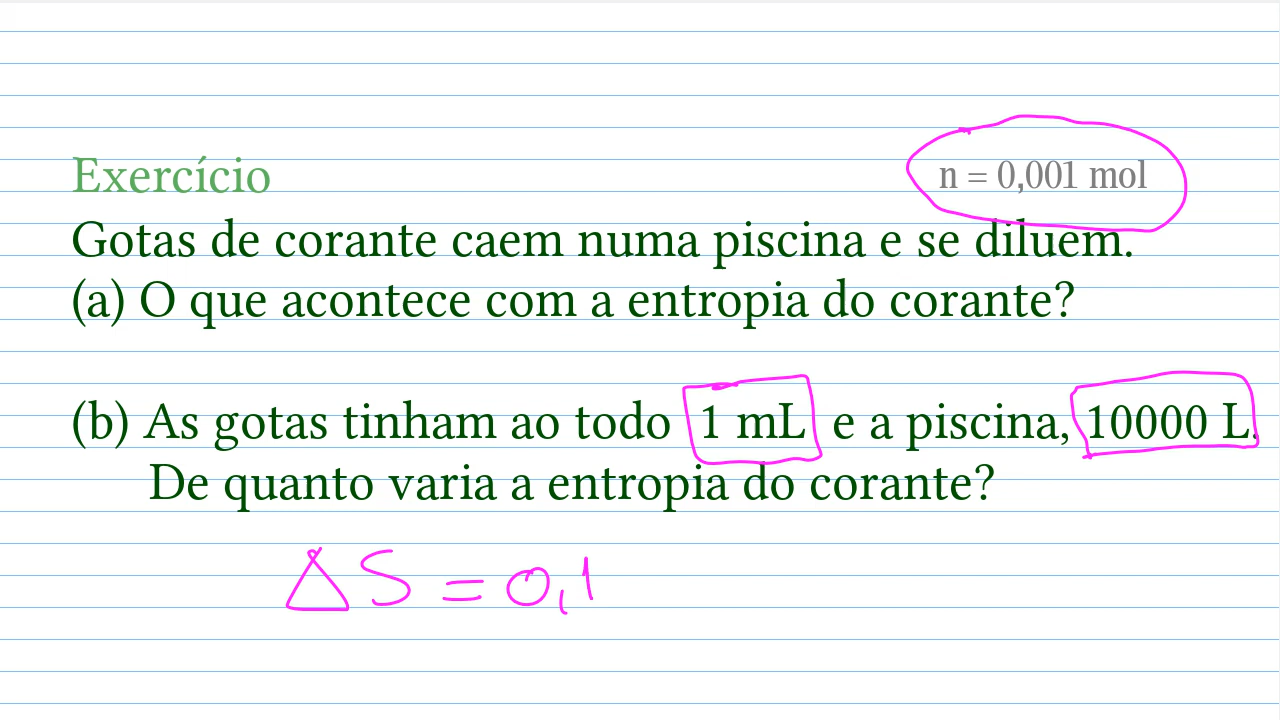 Exercício
n = 0,001 mol
Gotas de corante caem numa piscina e se diluem.
(a) O que acontece com a entropia do corante?
(b) As gotas tinham ao todo 1 mL e a piscina, 10000 L.
De quanto varia a entropia do corante?
ΔS = 0,1